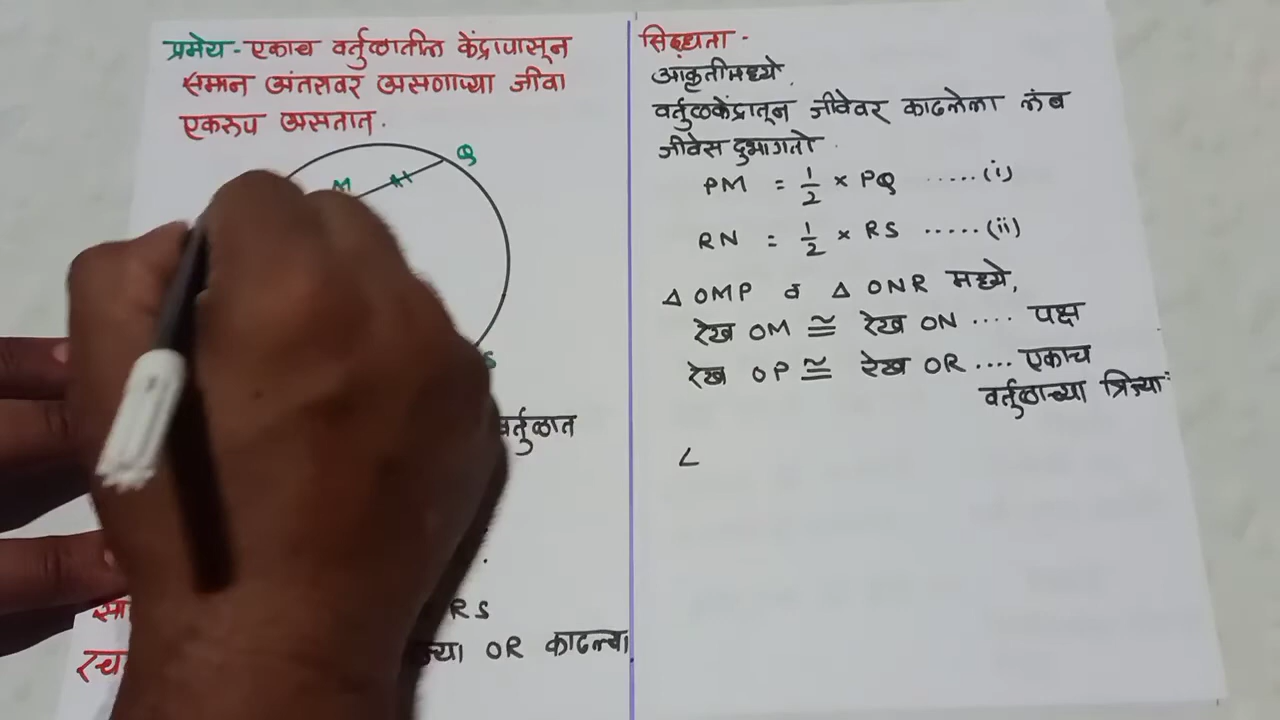 प्रमेय - एकाच वर्तुळातील केंद्रापासून
समान अंतरावर असणाऱ्या जीवा
एकरूप असतात.
Q
M
S
वर्तुळात
RS
OR काढल्या
सिद्धता -
आकृतीमध्ये,
वर्तुळकेंद्रातून जीवेवर काढलेला लंब
जीवेस दुभागतो.
PM = 1/2 × PQ .....(i)
RN = 1/2 × RS .....(ii)
Δ OMP व Δ ONR मध्ये,
रेख OM ≅ रेख ON .... पक्ष
रेख OP ≅ रेख OR .... एकाच
वर्तुळाच्या त्रिज्या
∠